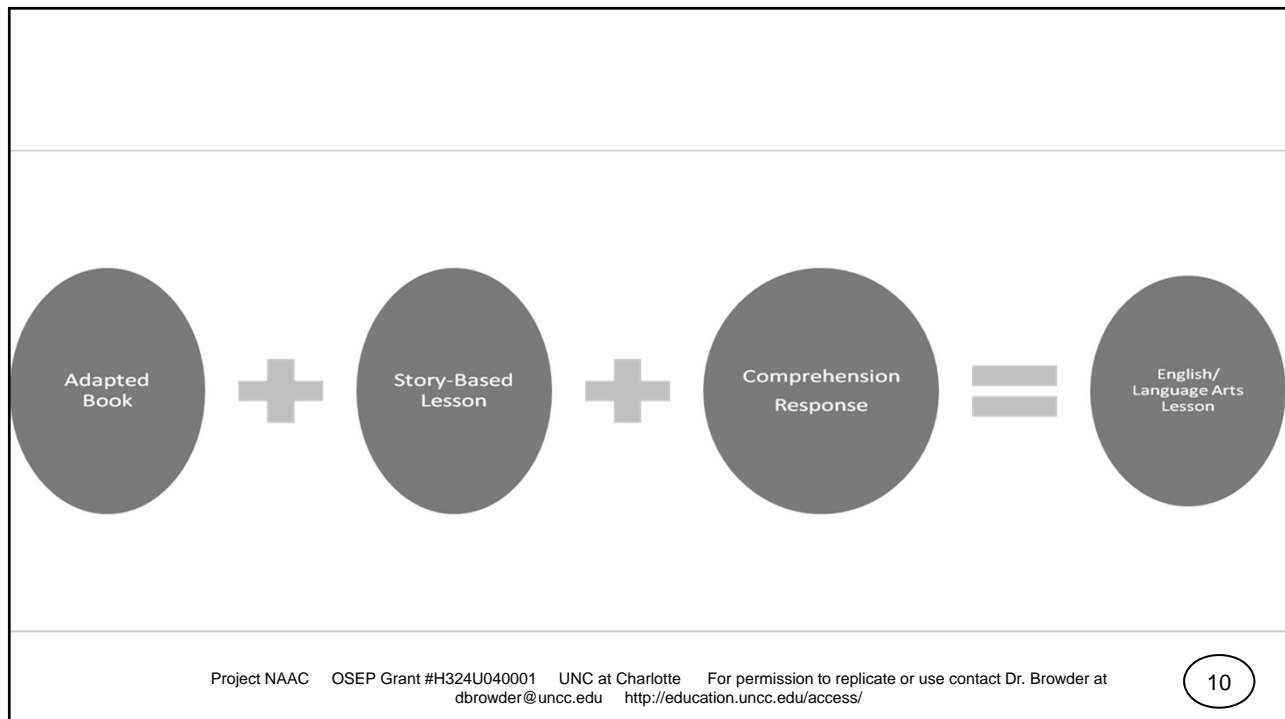 Adapted
Book
Story-Based
Lesson
Comprehension
Response
English/
Language Arts
Lesson
Project NAAC OSEP Grant #H324U040001 UNC at Charlotte For permission to replicate or use contact Dr. Browder at
dbrowder@uncc.edu http://education.uncc.edu/access/
10